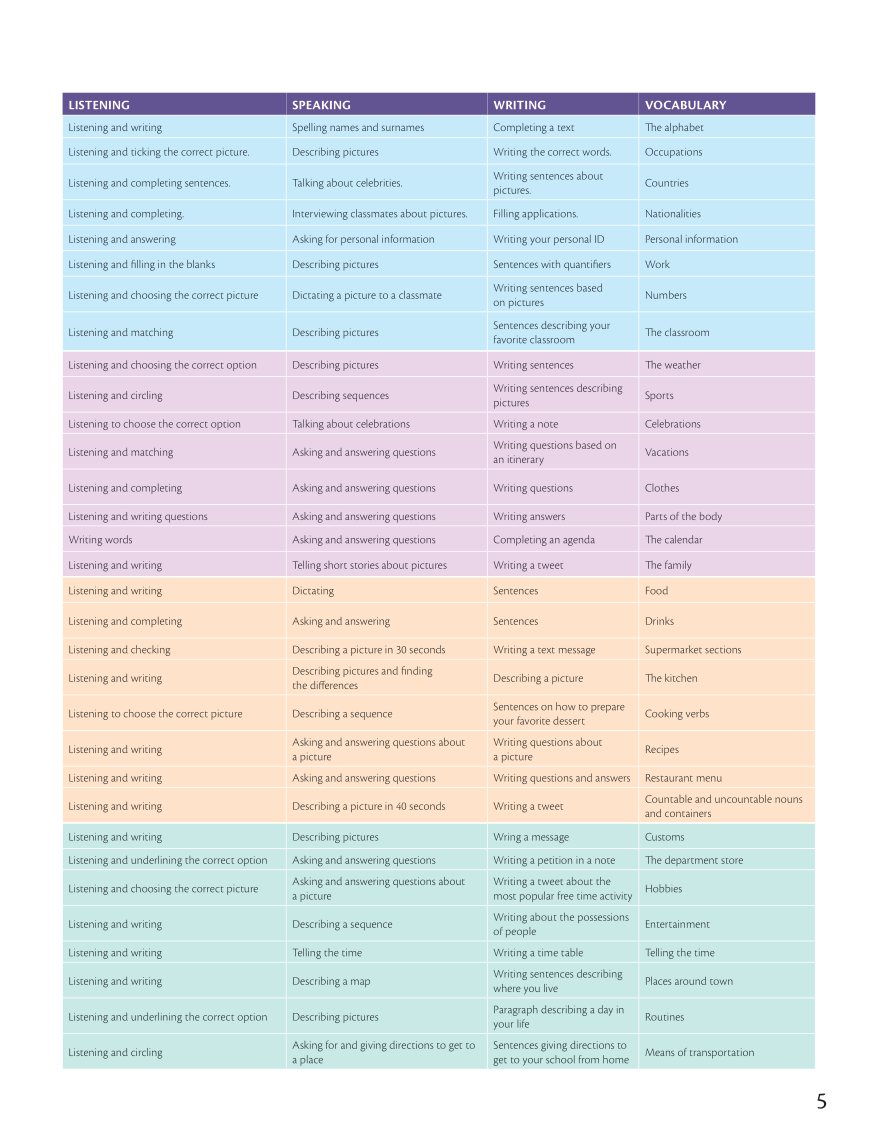 LISTENING SPEAKING WRITING VOCABULARY
Listening and writing Spelling names and surnames Completing a text The alphabet
Listening and ticking the correct picture. Describing pictures Writing the correct words. Occupations
Listening and completing sentences. Talking about celebrities. Writing sentences about
pictures. Countries
Listening and completing. Interviewing classmates about pictures. Filling applications. Nationalities
Listening and answering Asking for personal information Writing your personal ID Personal information
Listening and filling in the blanks Describing pictures Sentences with quantifiers Work
Listening and choosing the correct picture Dictating a picture to a classmate Writing sentences based
on pictures Numbers
Listening and matching Describing pictures Sentences describing your
favorite classroom The classroom
Listening and choosing the correct option Describing pictures Writing sentences The weather
Listening and circling Describing sequences Writing sentences describing
pictures Sports
Listening to choose the correct option Talking about celebrations Writing a note Celebrations
Listening and matching Asking and answering questions Writing questions based on
an itinerary Vacations
Listening and completing Asking and answering questions Writing questions Clothes
Listening and writing questions Asking and answering questions Writing answers Parts of the body
Writing words Asking and answering questions Completing an agenda The calendar
Listening and writing Telling short stories about pictures Writing a tweet The family
Listening and writing Dictating Sentences Food
Listening and completing Asking and answering Sentences Drinks
Listening and checking Describing a picture in 30 seconds Writing a text message Supermarket sections
Listening and writing Describing pictures and finding
the differences Describing a picture The kitchen
Listening to choose the correct picture Describing a sequence Sentences on how to prepare
your favorite dessert Cooking verbs
Listening and writing Asking and answering questions about
a picture Writing questions about
a picture Recipes
Listening and writing Asking and answering questions Writing questions and answers Restaurant menu
Listening and writing Describing a picture in 40 seconds Writing a tweet Countable and uncountable nouns
and containers
Listening and writing Describing pictures Wring a message Customs
Listening and underlining the correct option Asking and answering questions Writing a petition in a note The department store
Listening and choosing the correct picture Asking and answering questions about
a picture Writing a tweet about the
most popular free time activity Hobbies
Listening and writing Describing a sequence Writing about the possessions
of people Entertainment
Listening and writing Telling the time Writing a time table Telling the time
Listening and writing Describing a map Writing sentences describing
where you live Places around town
Listening and underlining the correct option Describing pictures Paragraph describing a day in
your life Routines
Listening and circling Asking for and giving directions to get to
a place Sentences giving directions to
get to your school from home Means of transportation
5